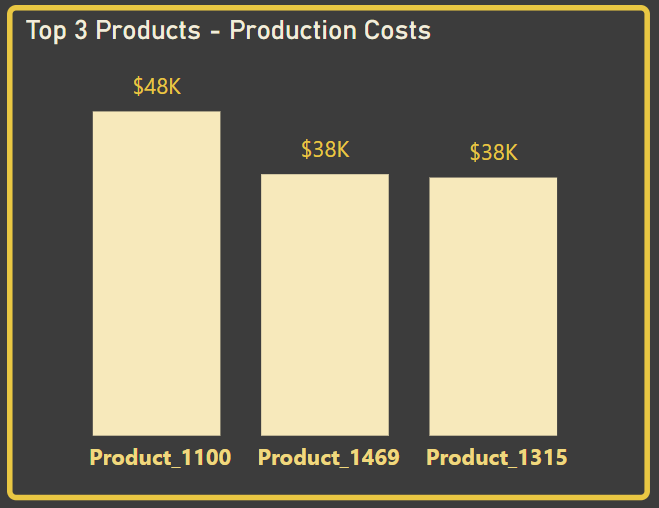 Top 3 Products - Production Costs
$48K
$38K
$38K
Product_1100
Product_1469
Product_1315